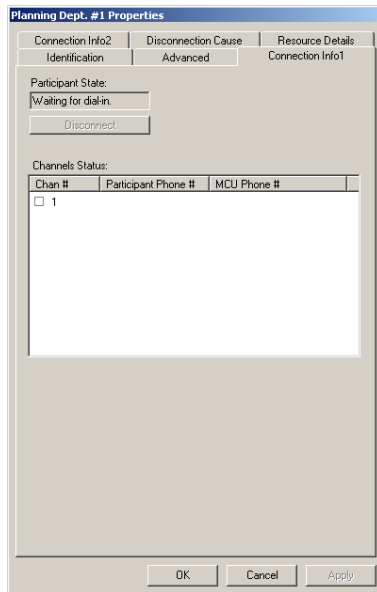 Planning Dept. #1 Properties
Connection Info2 Disconnection Cause Resource Details
Identification Advanced Connection Info1
Participant State:
Waiting for dial-in.
Disconnect
Channels Status:
Chan # Participant Phone # MCU Phone #
1
OK Cancel Apply